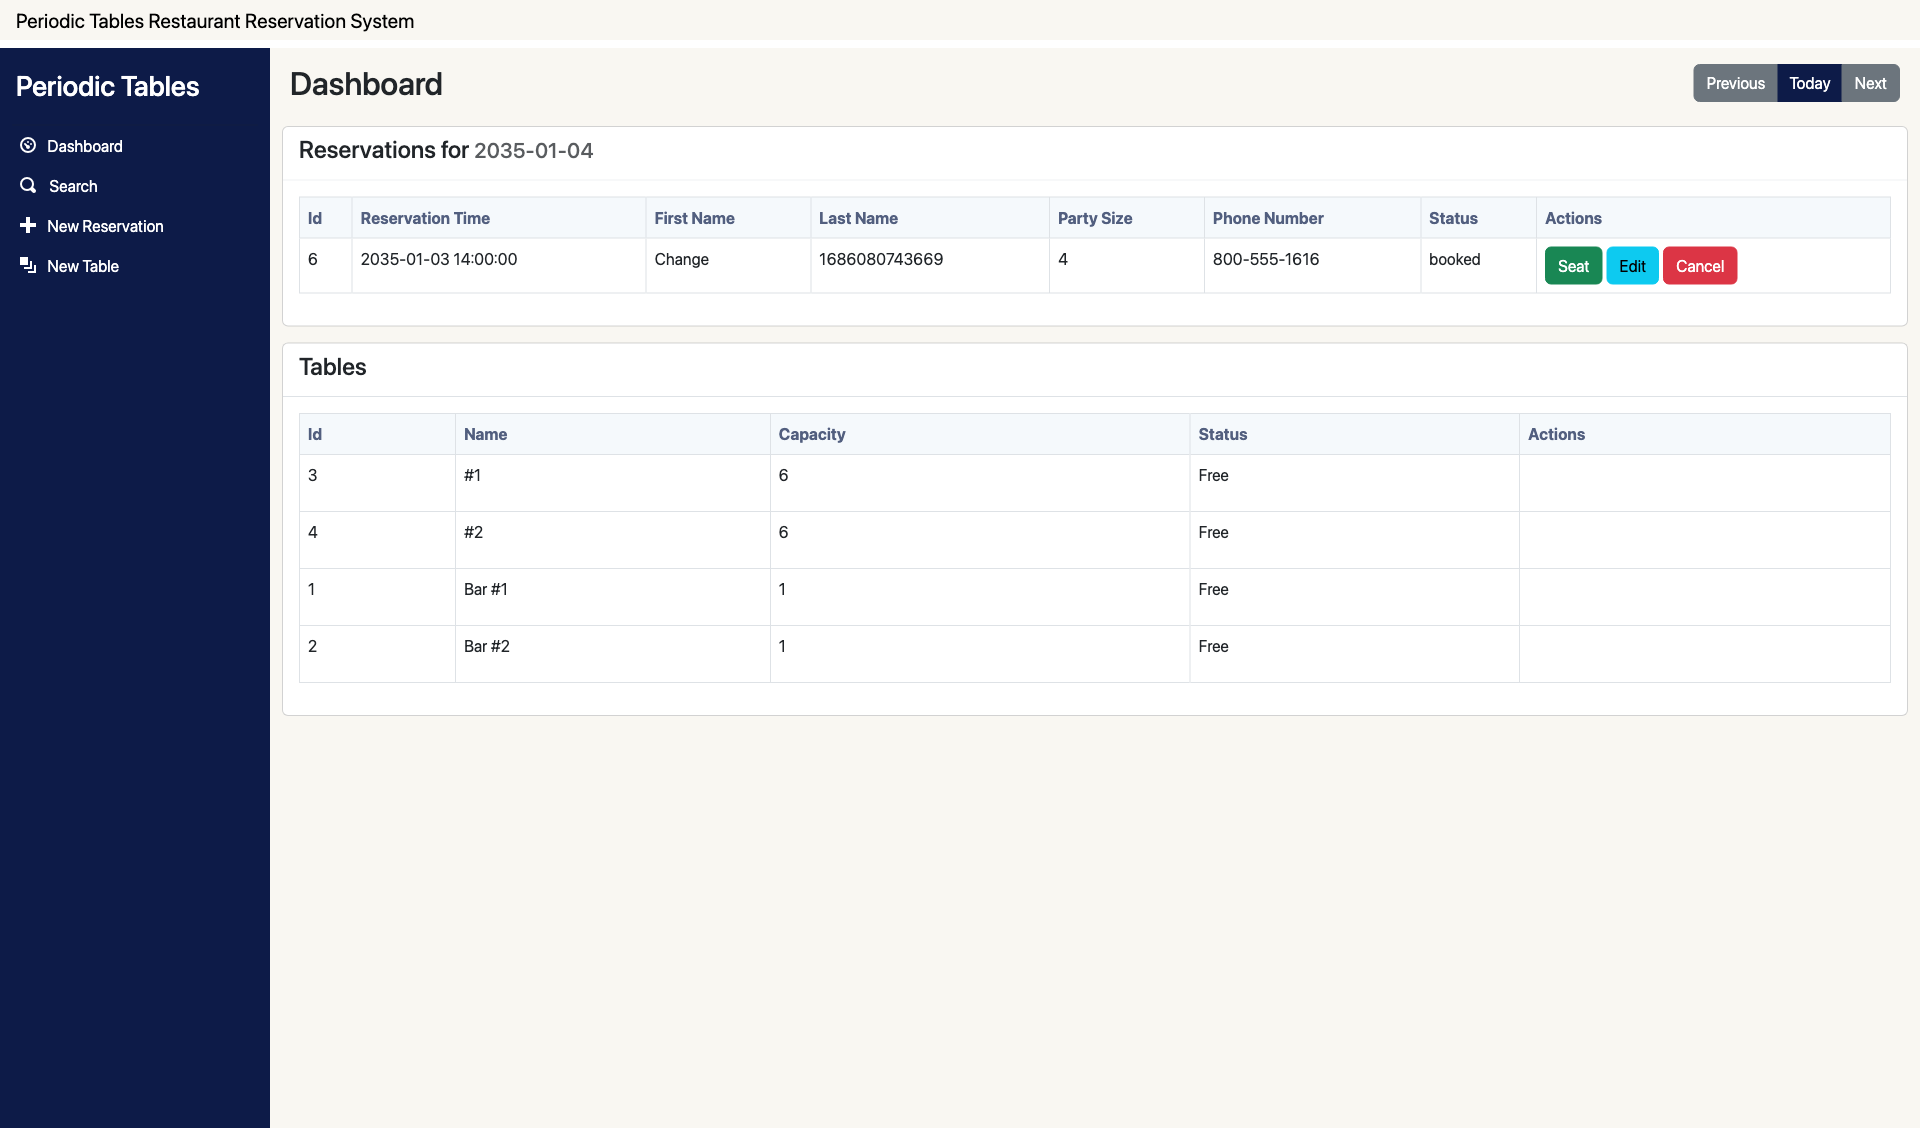 Periodic Tables Restaurant Reservation System
Periodic Tables
Dashboard
Search
New Reservation
New Table
Dashboard
Previous Today Next
Reservations for 2035-01-04
Id Reservation Time First Name Last Name Party Size Phone Number Status Actions
6 2035-01-03 14:00:00 Change 1686080743669 4 800-555-1616 booked Seat Edit Cancel
Tables
Id Name Capacity Status Actions
3 #1 6 Free
4 #2 6 Free
1 Bar #1 1 Free
2 Bar #2 1 Free